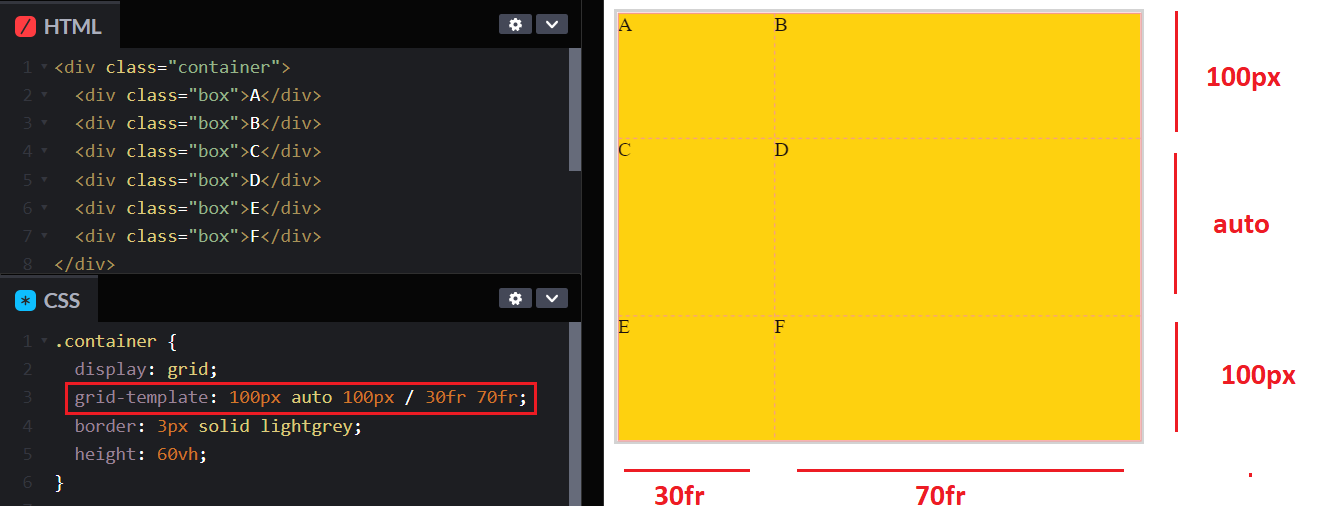 HTML
1 <div class="container">
2 <div class="box">A</div>
3 <div class="box">B</div>
4 <div class="box">C</div>
5 <div class="box">D</div>
6 <div class="box">E</div>
7 <div class="box">F</div>
8 </div>
CSS
1 .container {
2 display: grid;
3 grid-template: 100px auto 100px / 30fr 70fr;
4 border: 3px solid lightgrey;
5 height: 60vh;
6 }
A B
100px
C D
auto
E F
100px
30fr 70fr